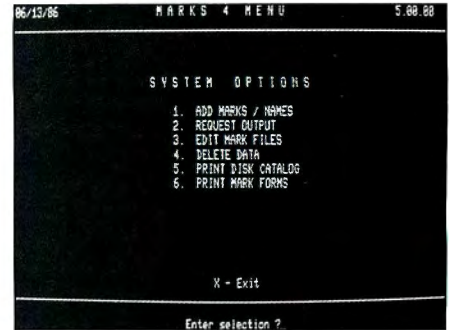 06/13/86 MARKS 4 MENU 5.00.00
SYSTEM OPTIONS
1. ADD MARKS / NAMES
2. REQUEST OUTPUT
3. EDIT MARK FILES
4. DELETE DATA
5. PRINT DISK CATALOG
6. PRINT MARK FORMS
X - Exit
Enter selection ?_